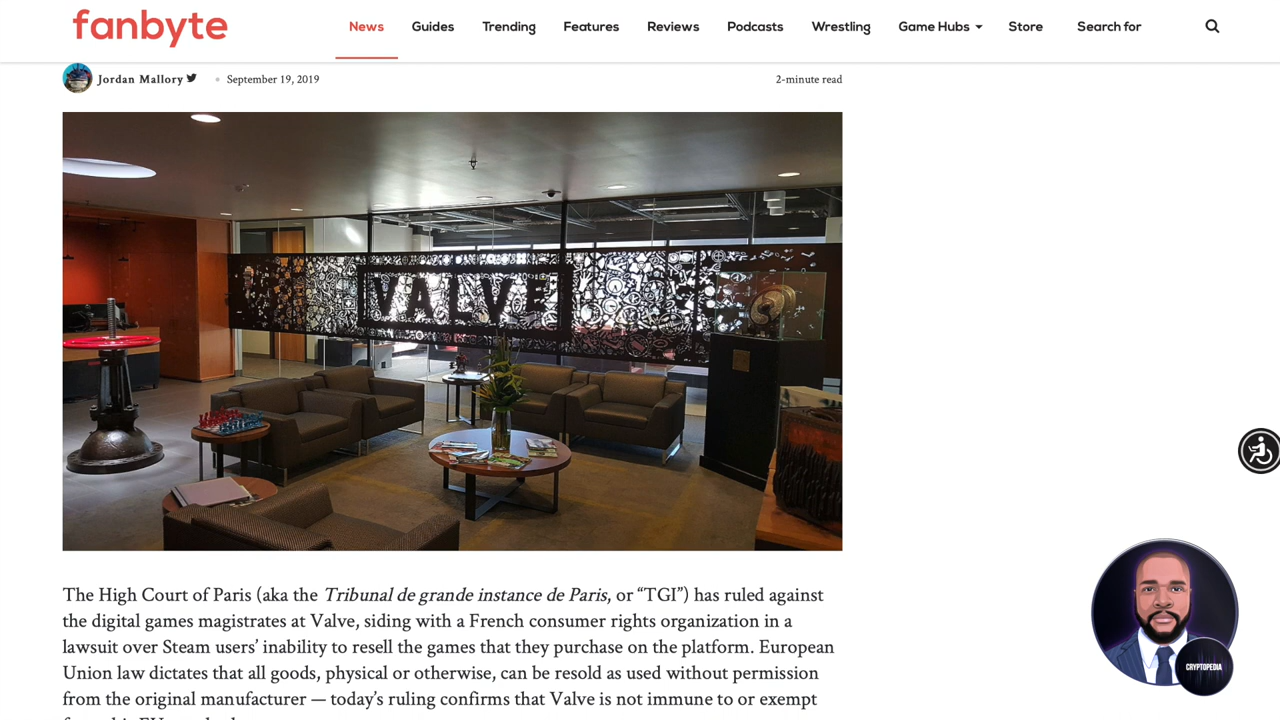 fanbyte
News Guides Trending Features Reviews Podcasts Wrestling Game Hubs Store Search for
Jordan Mallory September 19, 2019 2-minute read
VALVE
The High Court of Paris (aka the Tribunal de grande instance de Paris, or “TGI”) has ruled against
the digital games magistrates at Valve, siding with a French consumer rights organization in a
lawsuit over Steam users’ inability to resell the games that they purchase on the platform. European
Union law dictates that all goods, physical or otherwise, can be resold as used without permission
from the original manufacturer — today’s ruling confirms that Valve is not immune to or exempt
CRYPTOPEDIA